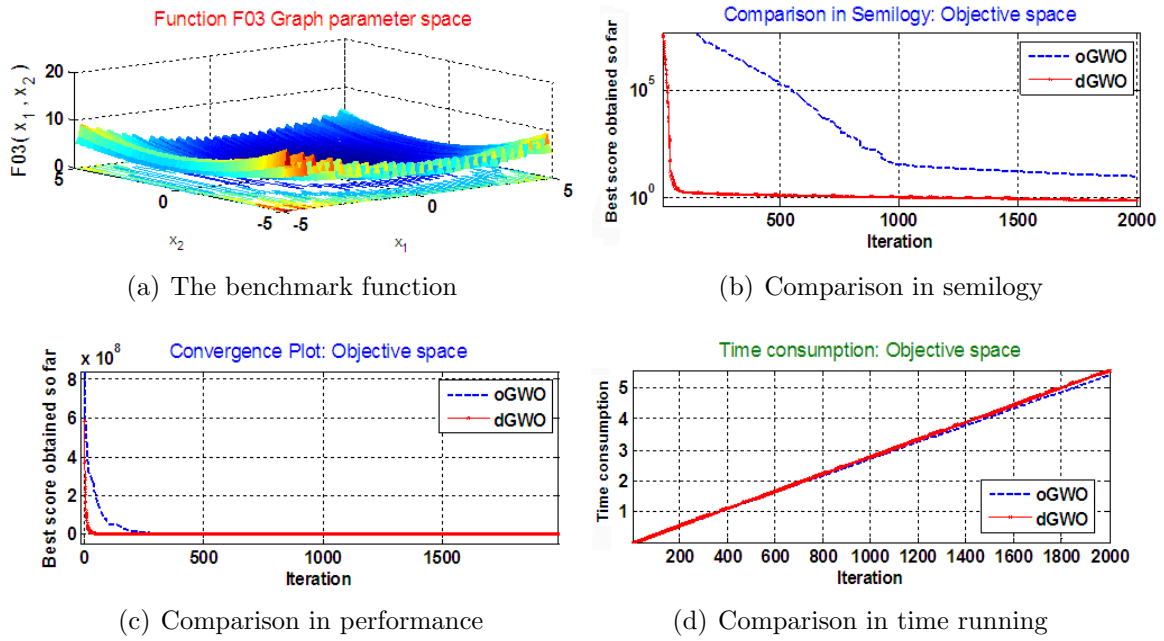 Function F03 Graph parameter space
F03( x1 , x2 )
20
10
0
5
0
-5
-5
0
5
x2
x1
(a) The benchmark function
Comparison in Semilogy: Objective space
Best score obtained so far
10^5
10^0
oGWO
dGWO
500
1000
1500
2000
Iteration
(b) Comparison in semilogy
x 10^8
Convergence Plot: Objective space
Best score obtained so far
8
6
4
2
0
oGWO
dGWO
0
500
1000
1500
Iteration
(c) Comparison in performance
Time consumption: Objective space
Time consumption
5
4
3
2
1
oGWO
dGWO
200 400 600 800 1000 1200 1400 1600 1800 2000
Iteration
(d) Comparison in time running